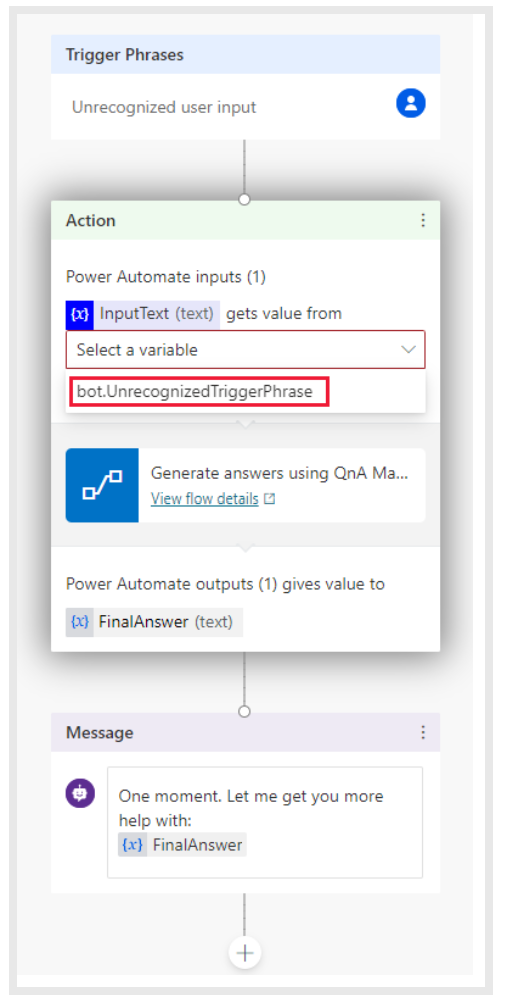 Trigger Phrases
Unrecognized user input
Action
Power Automate inputs (1)
{x} InputText (text) gets value from
Select a variable
bot.UnrecognizedTriggerPhrase
Generate answers using QnA Ma...
View flow details
Power Automate outputs (1) gives value to
{x} FinalAnswer (text)
Message
One moment. Let me get you more
help with:
{x} FinalAnswer